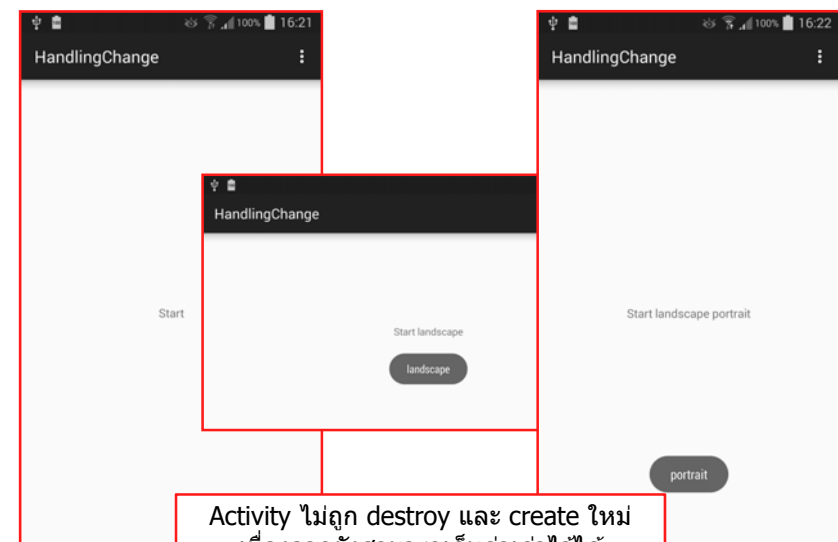 100% 16:21
HandlingChange
Start
HandlingChange
Start landscape
landscape
100% 16:22
HandlingChange
Start landscape portrait
portrait
Activity ไม่ถูก destroy และ create ใหม่